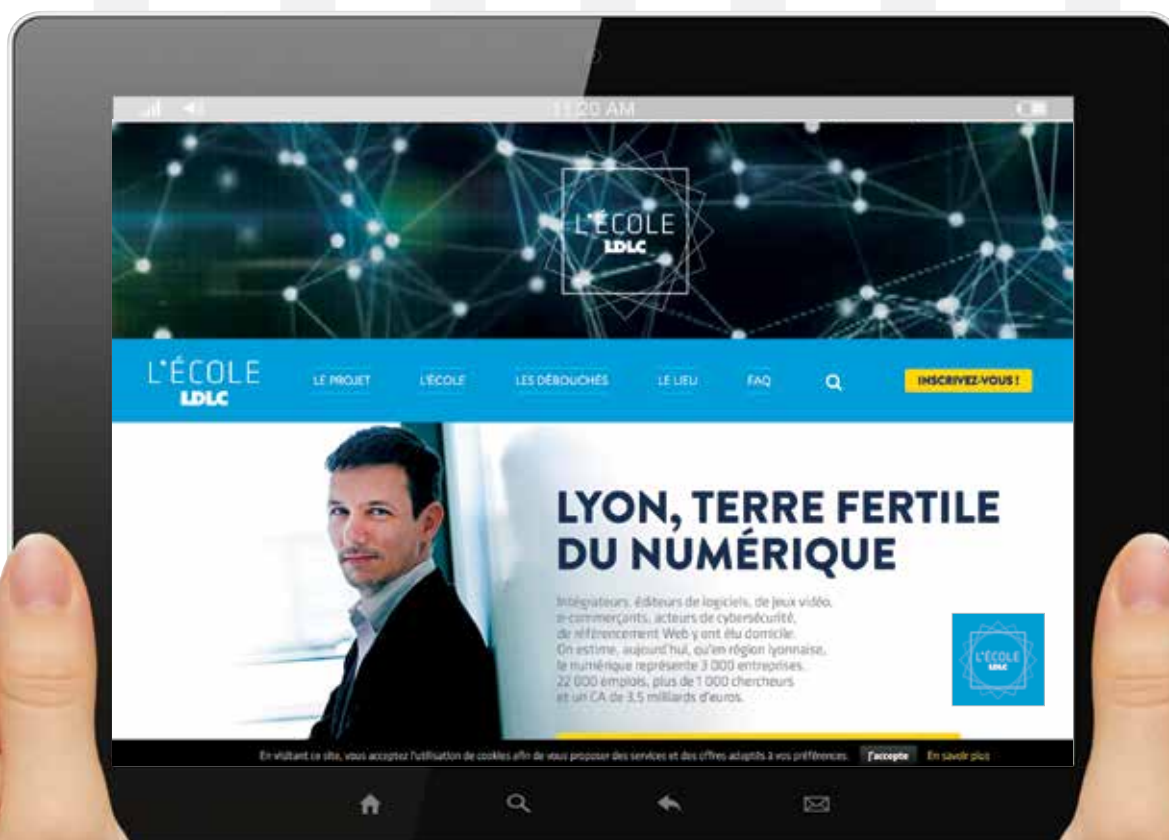 11:20 AM
L'ÉCOLE
LDLC
L'ÉCOLE
LDLC
LE PROJET
L'ÉCOLE
LES DÉBOUCHÉS
LE LIEU
FAQ
INSCRIVEZ-VOUS !
LYON, TERRE FERTILE
DU NUMÉRIQUE
Intégrateurs, éditeurs de logiciels, de jeux vidéo,
e-commerçants, acteurs de cybersécurité,
de référencement Web y ont élu domicile.
On estime, aujourd'hui, qu'en région lyonnaise,
le numérique représente 3 000 entreprises,
22 000 emplois, plus de 1 000 chercheurs
et un CA de 3,5 milliards d'euros.
L'ÉCOLE
LDLC
En visitant ce site, vous acceptez l'utilisation de cookies afin de vous proposer des services et des offres adaptés à vos préférences. J'accepte En savoir plus